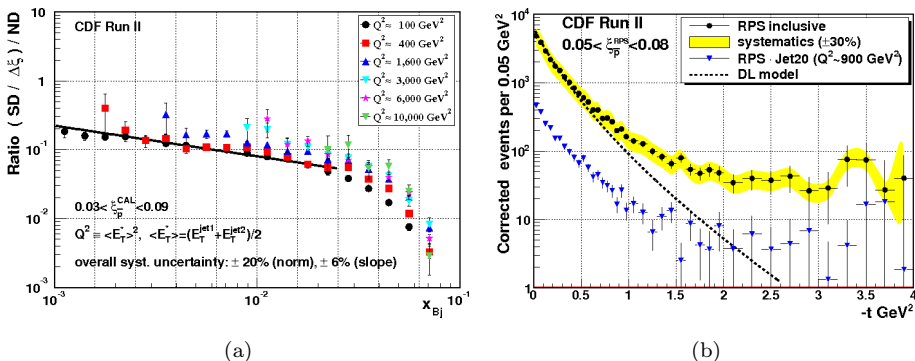 CDF Run II
Q² ≈ 100 GeV²
Q² ≈ 400 GeV²
Q² ≈ 1,600 GeV²
Q² ≈ 3,000 GeV²
Q² ≈ 6,000 GeV²
Q² ≈ 10,000 GeV²
Ratio ( SD / Δξ ) / ND
10
1
10⁻¹
10⁻²
10⁻³
0.03<ξ_p̄^CAL<0.09
Q² ≡ <E*_T>², <E*_T>=(E_T^jet1+E_T^jet2)/2
overall syst. uncertainty: ± 20% (norm), ± 6% (slope)
10⁻³ 10⁻² 10⁻¹
x_Bj
(a)
CDF Run II
0.05<ξ_p̄^RPS<0.08
RPS inclusive
systematics (±30%)
RPS · Jet20 (Q²~900 GeV²)
DL model
Corrected events per 0.05 GeV²
10⁴
10³
10²
10
1
0 0.5 1 1.5 2 2.5 3 3.5 4
-t GeV²
(b)